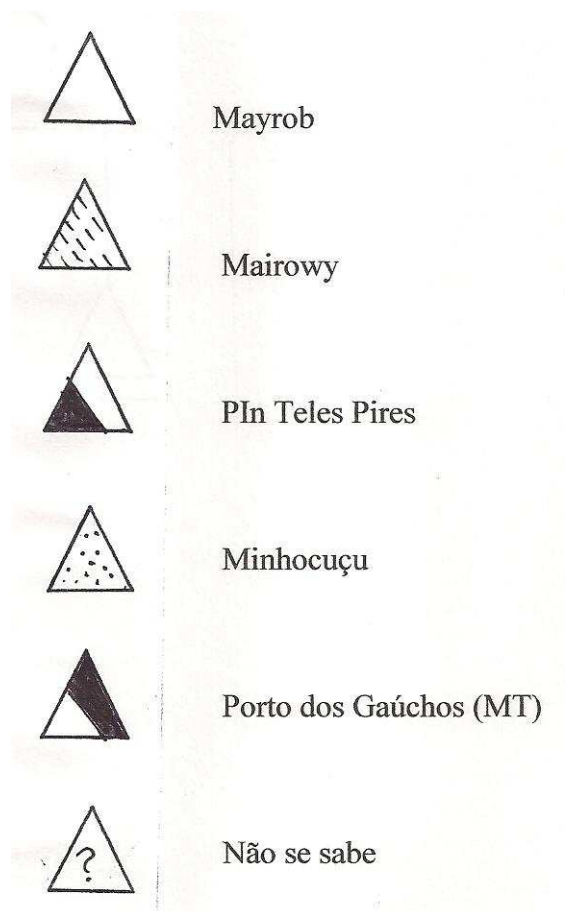 Mayrob
Mairowy
PIn Teles Pires
Minhocuçu
Porto dos Gaúchos (MT)
?
Não se sabe